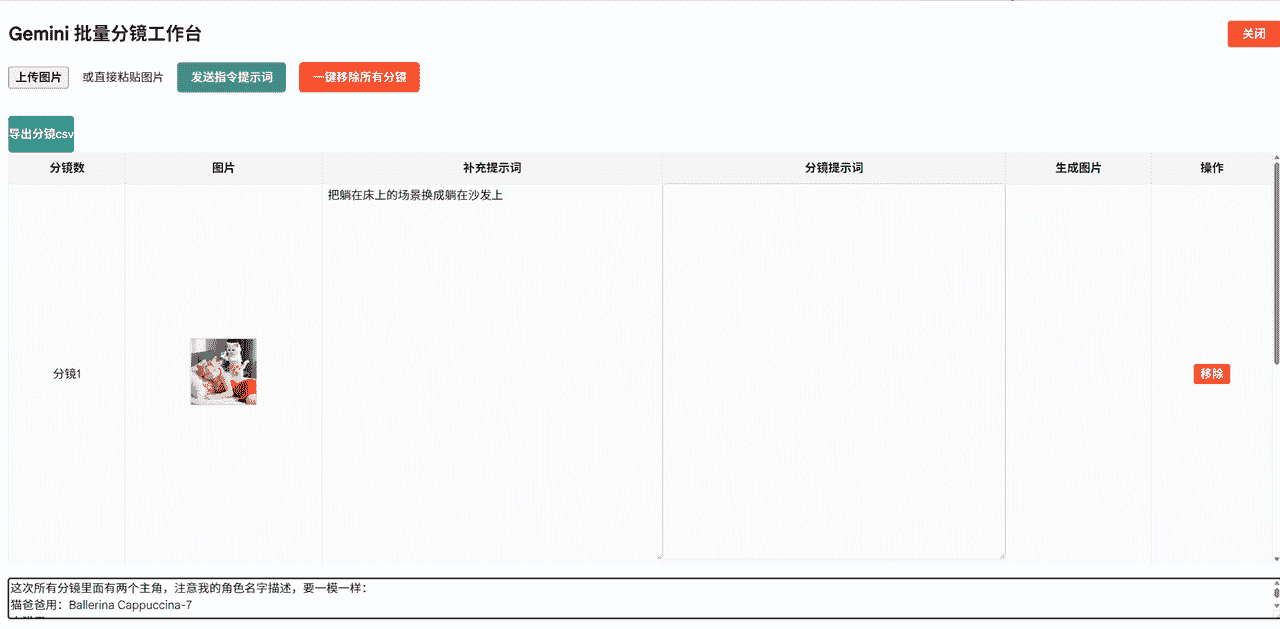 Gemini 批量分镜工作台
关闭
上传图片 或直接粘贴图片 发送指令提示词 一键移除所有分镜
导出分镜csv
分镜数 图片 补充提示词 分镜提示词 生成图片 操作
把躺在床上的场景换成躺在沙发上
分镜1
移除
这次所有分镜里面有两个主角，注意我的角色名字描述，要一模一样：
猫爸爸用：Ballerina Cappuccina-7